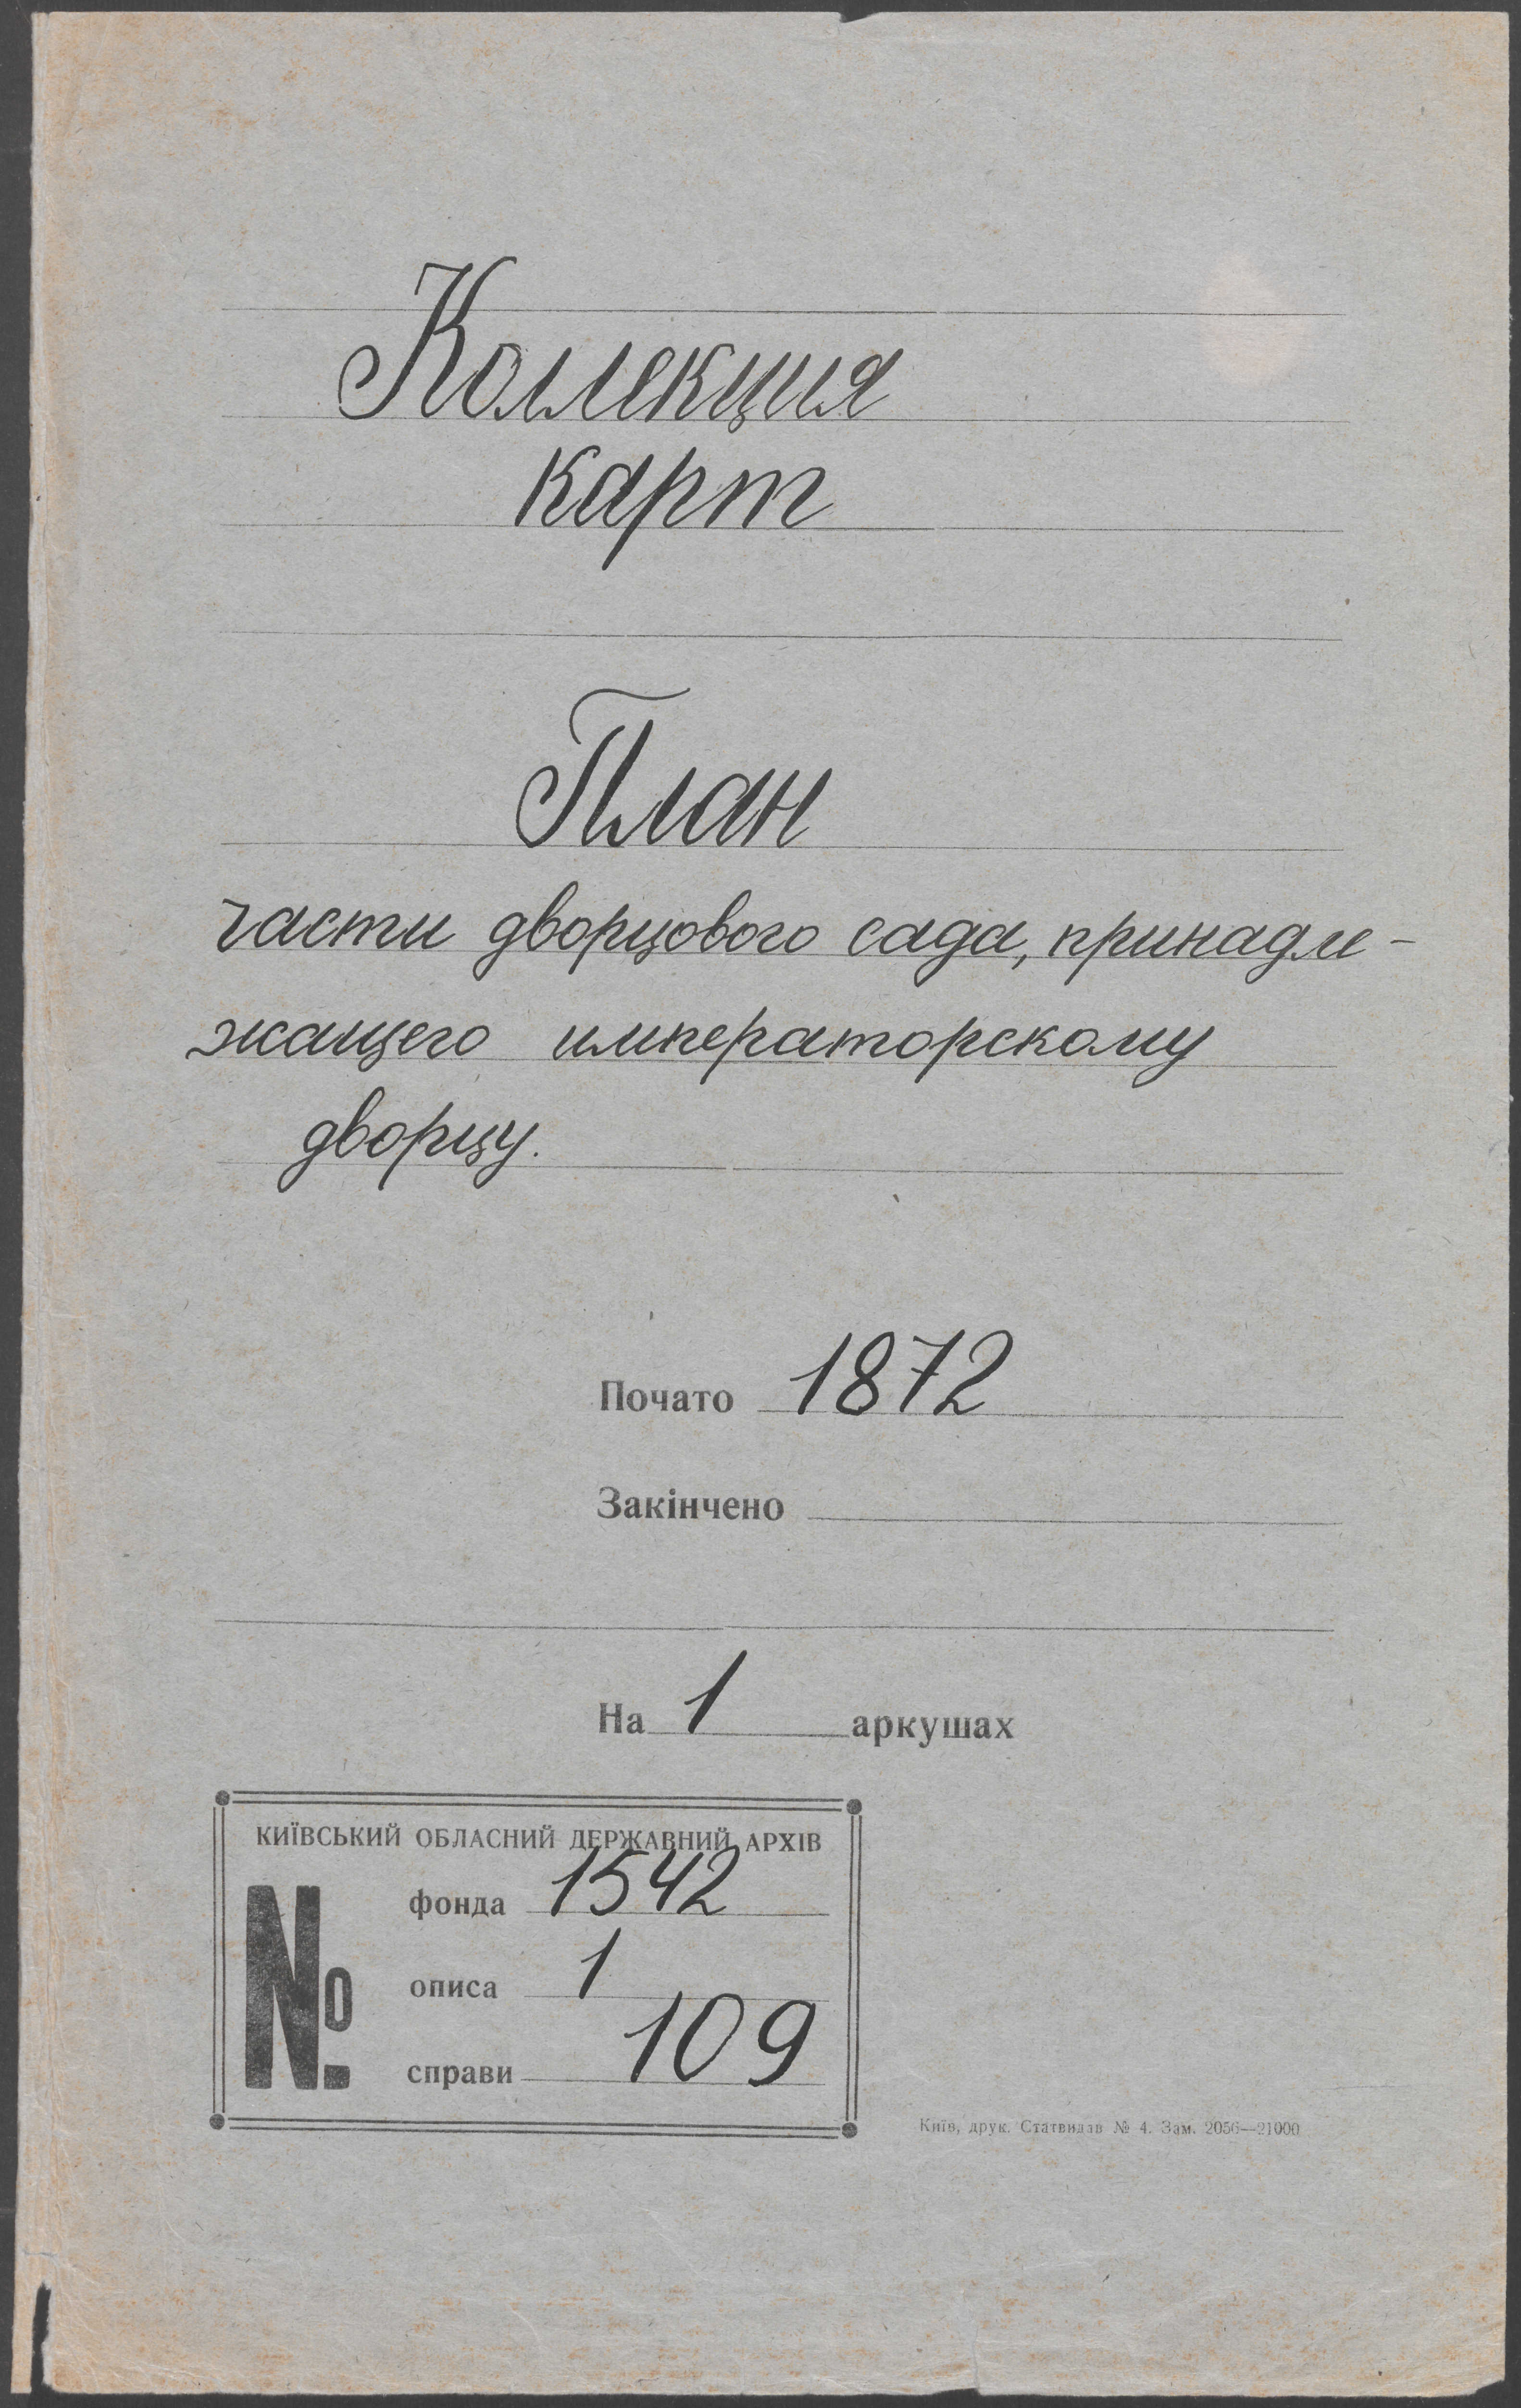 Коллекция
карт
План
части дворцового сада, принадле-
жащего императорскому
дворцу.
Почато 1872
Закінчено
На 1 аркушах
КИЇВСЬКИЙ ОБЛАСНИЙ ДЕРЖАВНИЙ АРХІВ
№
фонда 1542
описа 1
справи 109
Київ, друк. Статвидав № 4. Зам. 2056—21000